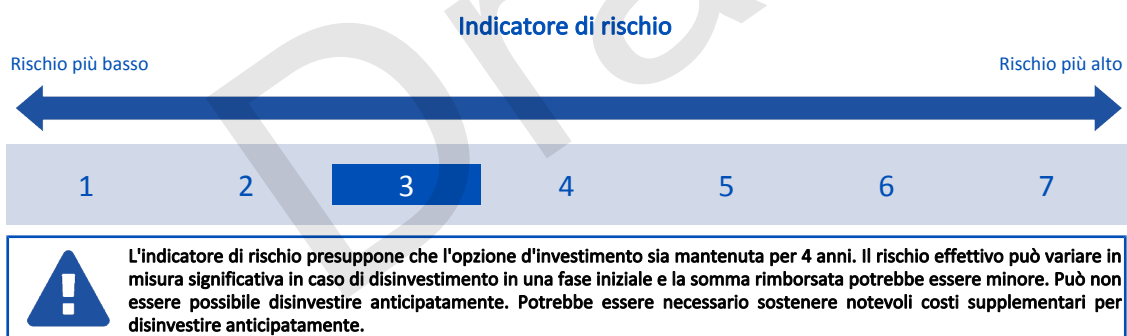 Indicatore di rischio
Rischio più basso
Rischio più alto
1 2 3 4 5 6 7
L'indicatore di rischio presuppone che l'opzione d'investimento sia mantenuta per 4 anni. Il rischio effettivo può variare in
misura significativa in caso di disinvestimento in una fase iniziale e la somma rimborsata potrebbe essere minore. Può non
essere possibile disinvestire anticipatamente. Potrebbe essere necessario sostenere notevoli costi supplementari per
disinvestire anticipatamente.